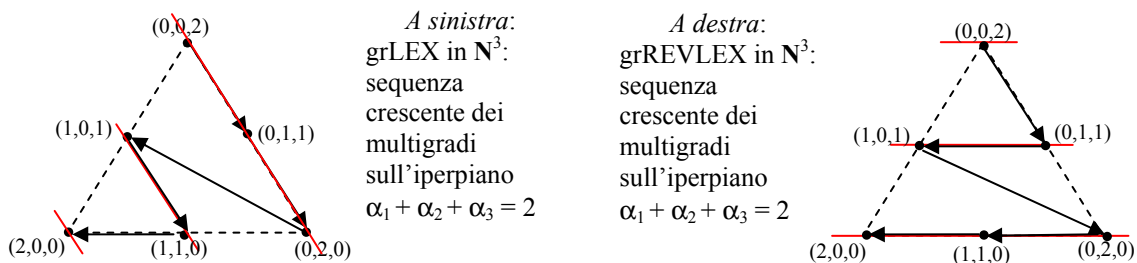 (0,0,2)
(1,0,1)
(0,1,1)
(2,0,0)
(1,1,0)
(0,2,0)
A sinistra:
grLEX in N³:
sequenza
crescente dei
multigradi
sull’iperpiano
α₁ + α₂ + α₃ = 2
A destra:
grREVLEX in N³:
sequenza
crescente dei
multigradi
sull’iperpiano
α₁ + α₂ + α₃ = 2
(0,0,2)
(1,0,1)
(0,1,1)
(2,0,0)
(1,1,0)
(0,2,0)